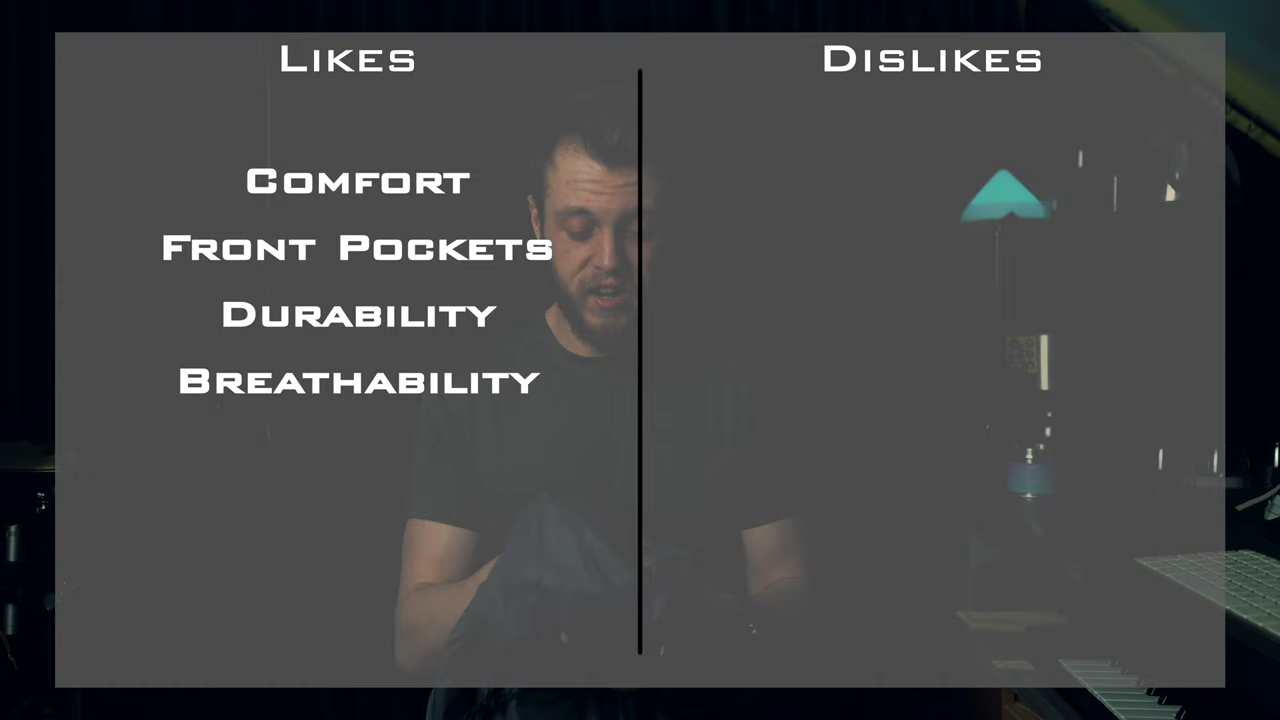 Likes
Dislikes
Comfort
Front Pockets
Durability
Breathability